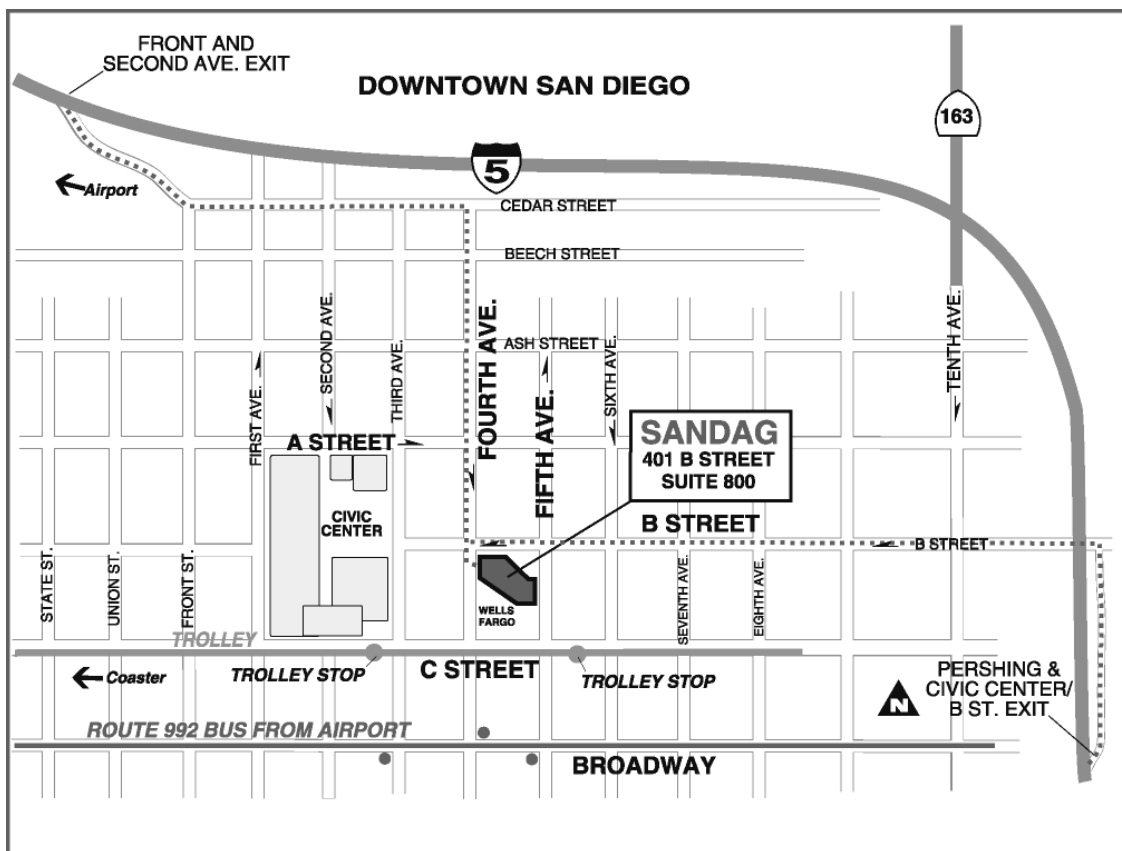 FRONT AND
SECOND AVE. EXIT
DOWNTOWN SAN DIEGO
163
5
Airport
CEDAR STREET
BEECH STREET
SECOND AVE.
THIRD AVE.
FOURTH AVE.
ASH STREET
FIFTH AVE.
SIXTH AVE.
TENTH AVE.
FIRST AVE.
A STREET
SANDAG
401 B STREET
SUITE 800
CIVIC
CENTER
B STREET
B STREET
STATE ST.
UNION ST.
FRONT ST.
WELLS
FARGO
SEVENTH AVE.
EIGHTH AVE.
TROLLEY
TROLLEY STOP
C STREET
TROLLEY STOP
Coaster
PERSHING &
CIVIC CENTER/
B ST. EXIT
N
ROUTE 992 BUS FROM AIRPORT
BROADWAY